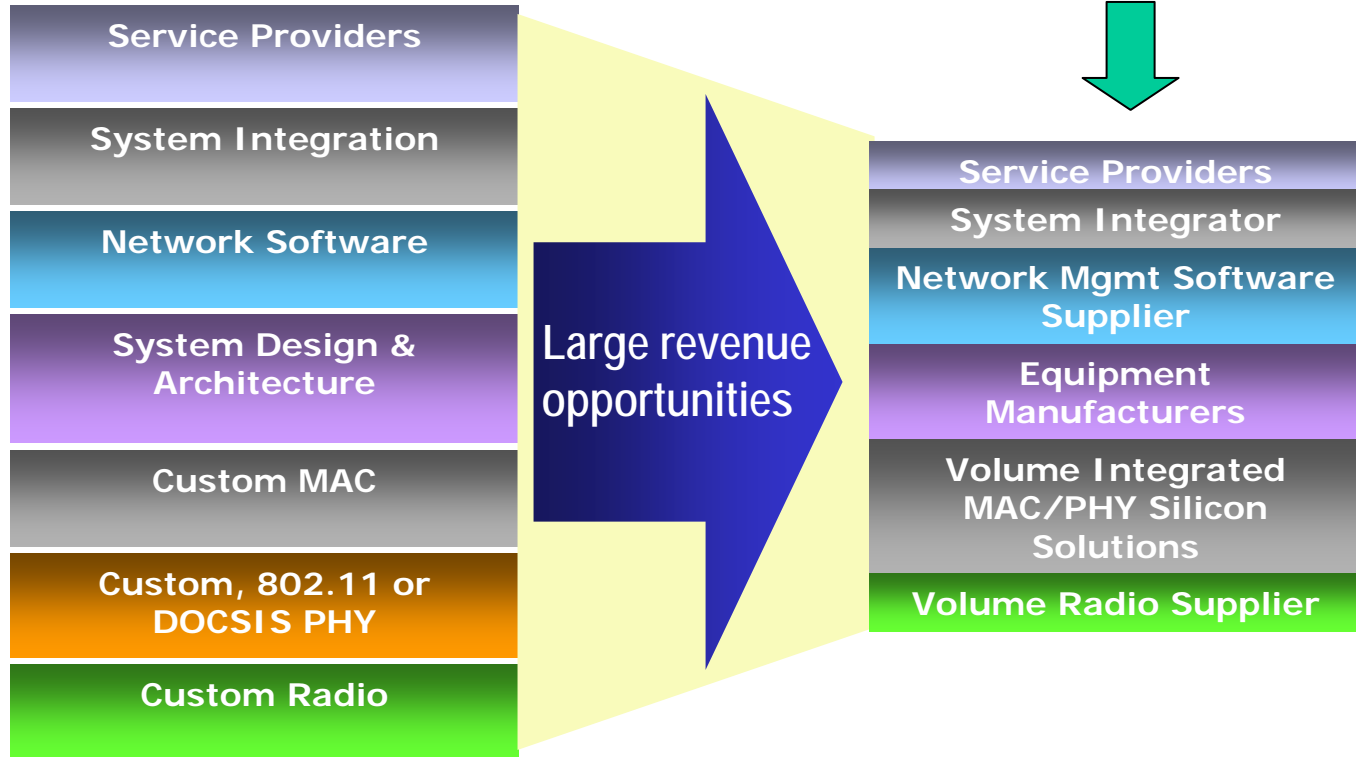 Service Providers
System Integration
Network Software
System Design &
Architecture
Custom MAC
Custom, 802.11 or
DOCSIS PHY
Custom Radio
Large revenue
opportunities
Service Providers
System Integrator
Network Mgmt Software
Supplier
Equipment
Manufacturers
Volume Integrated
MAC/PHY Silicon
Solutions
Volume Radio Supplier